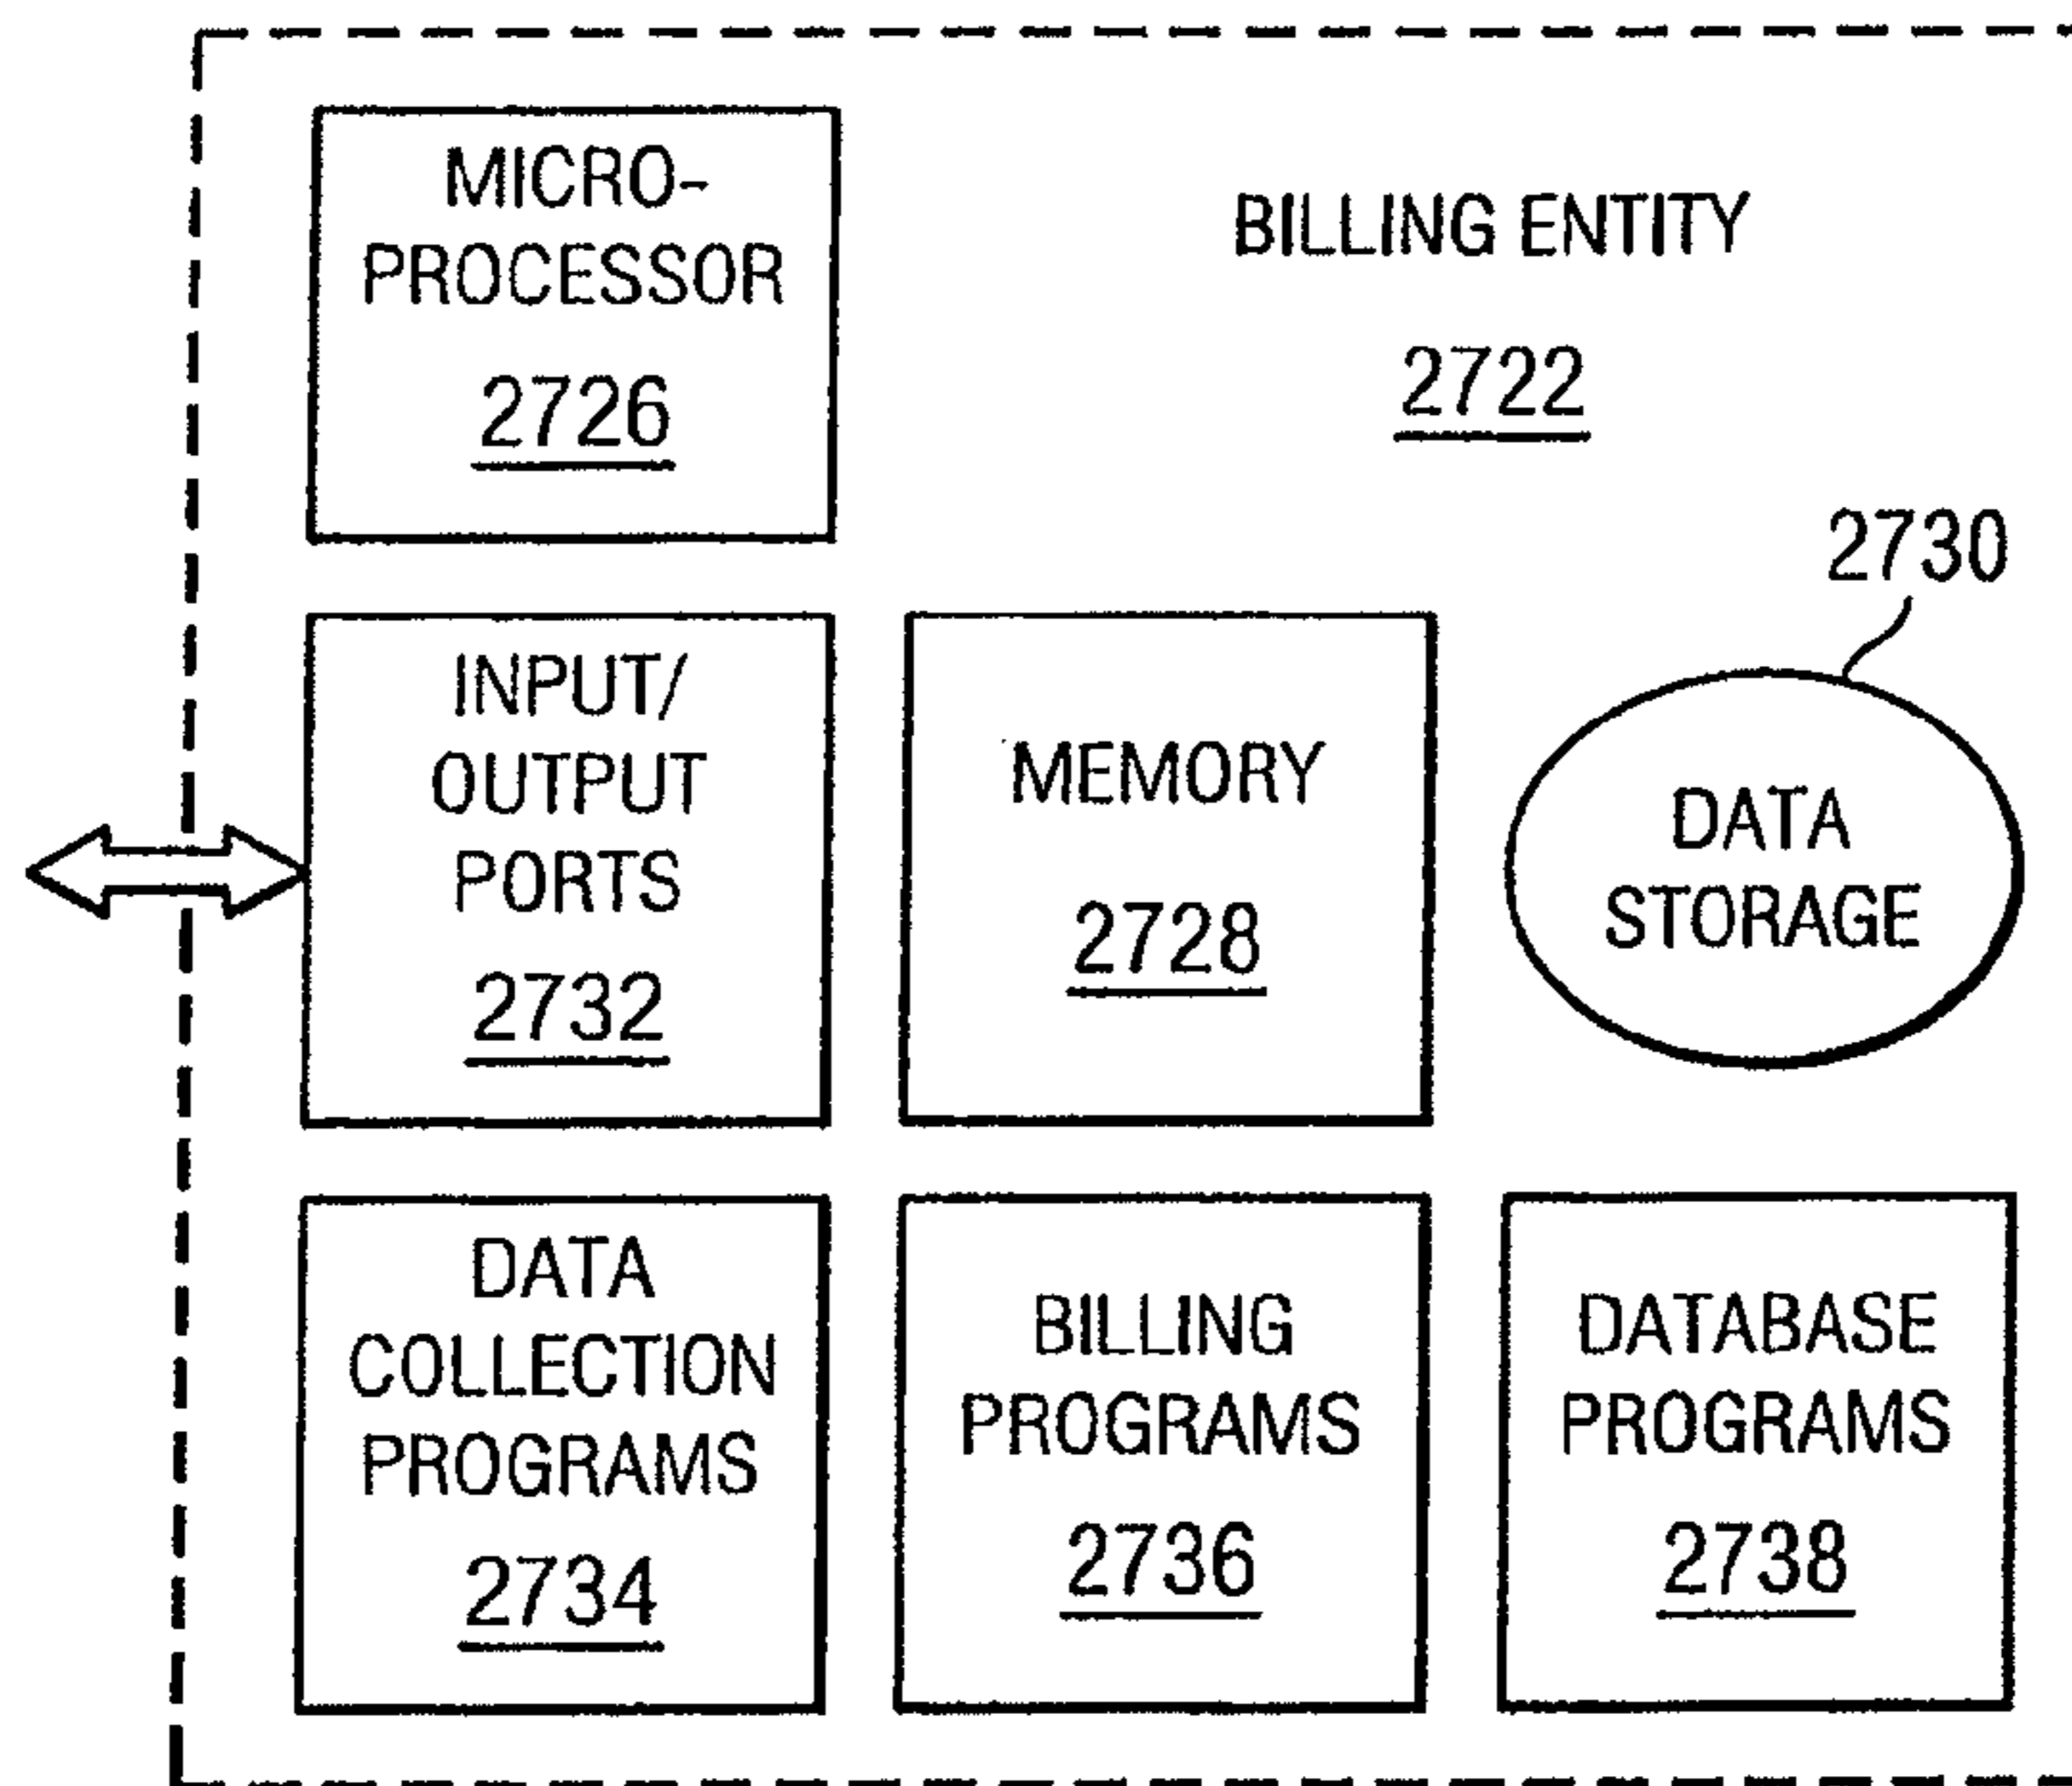 MICRO-
PROCESSOR
2726
BILLING ENTITY
2722
2730
INPUT/
OUTPUT
PORTS
2732
MEMORY
2728
DATA
STORAGE
DATA
COLLECTION
PROGRAMS
2734
BILLING
PROGRAMS
2736
DATABASE
PROGRAMS
2738